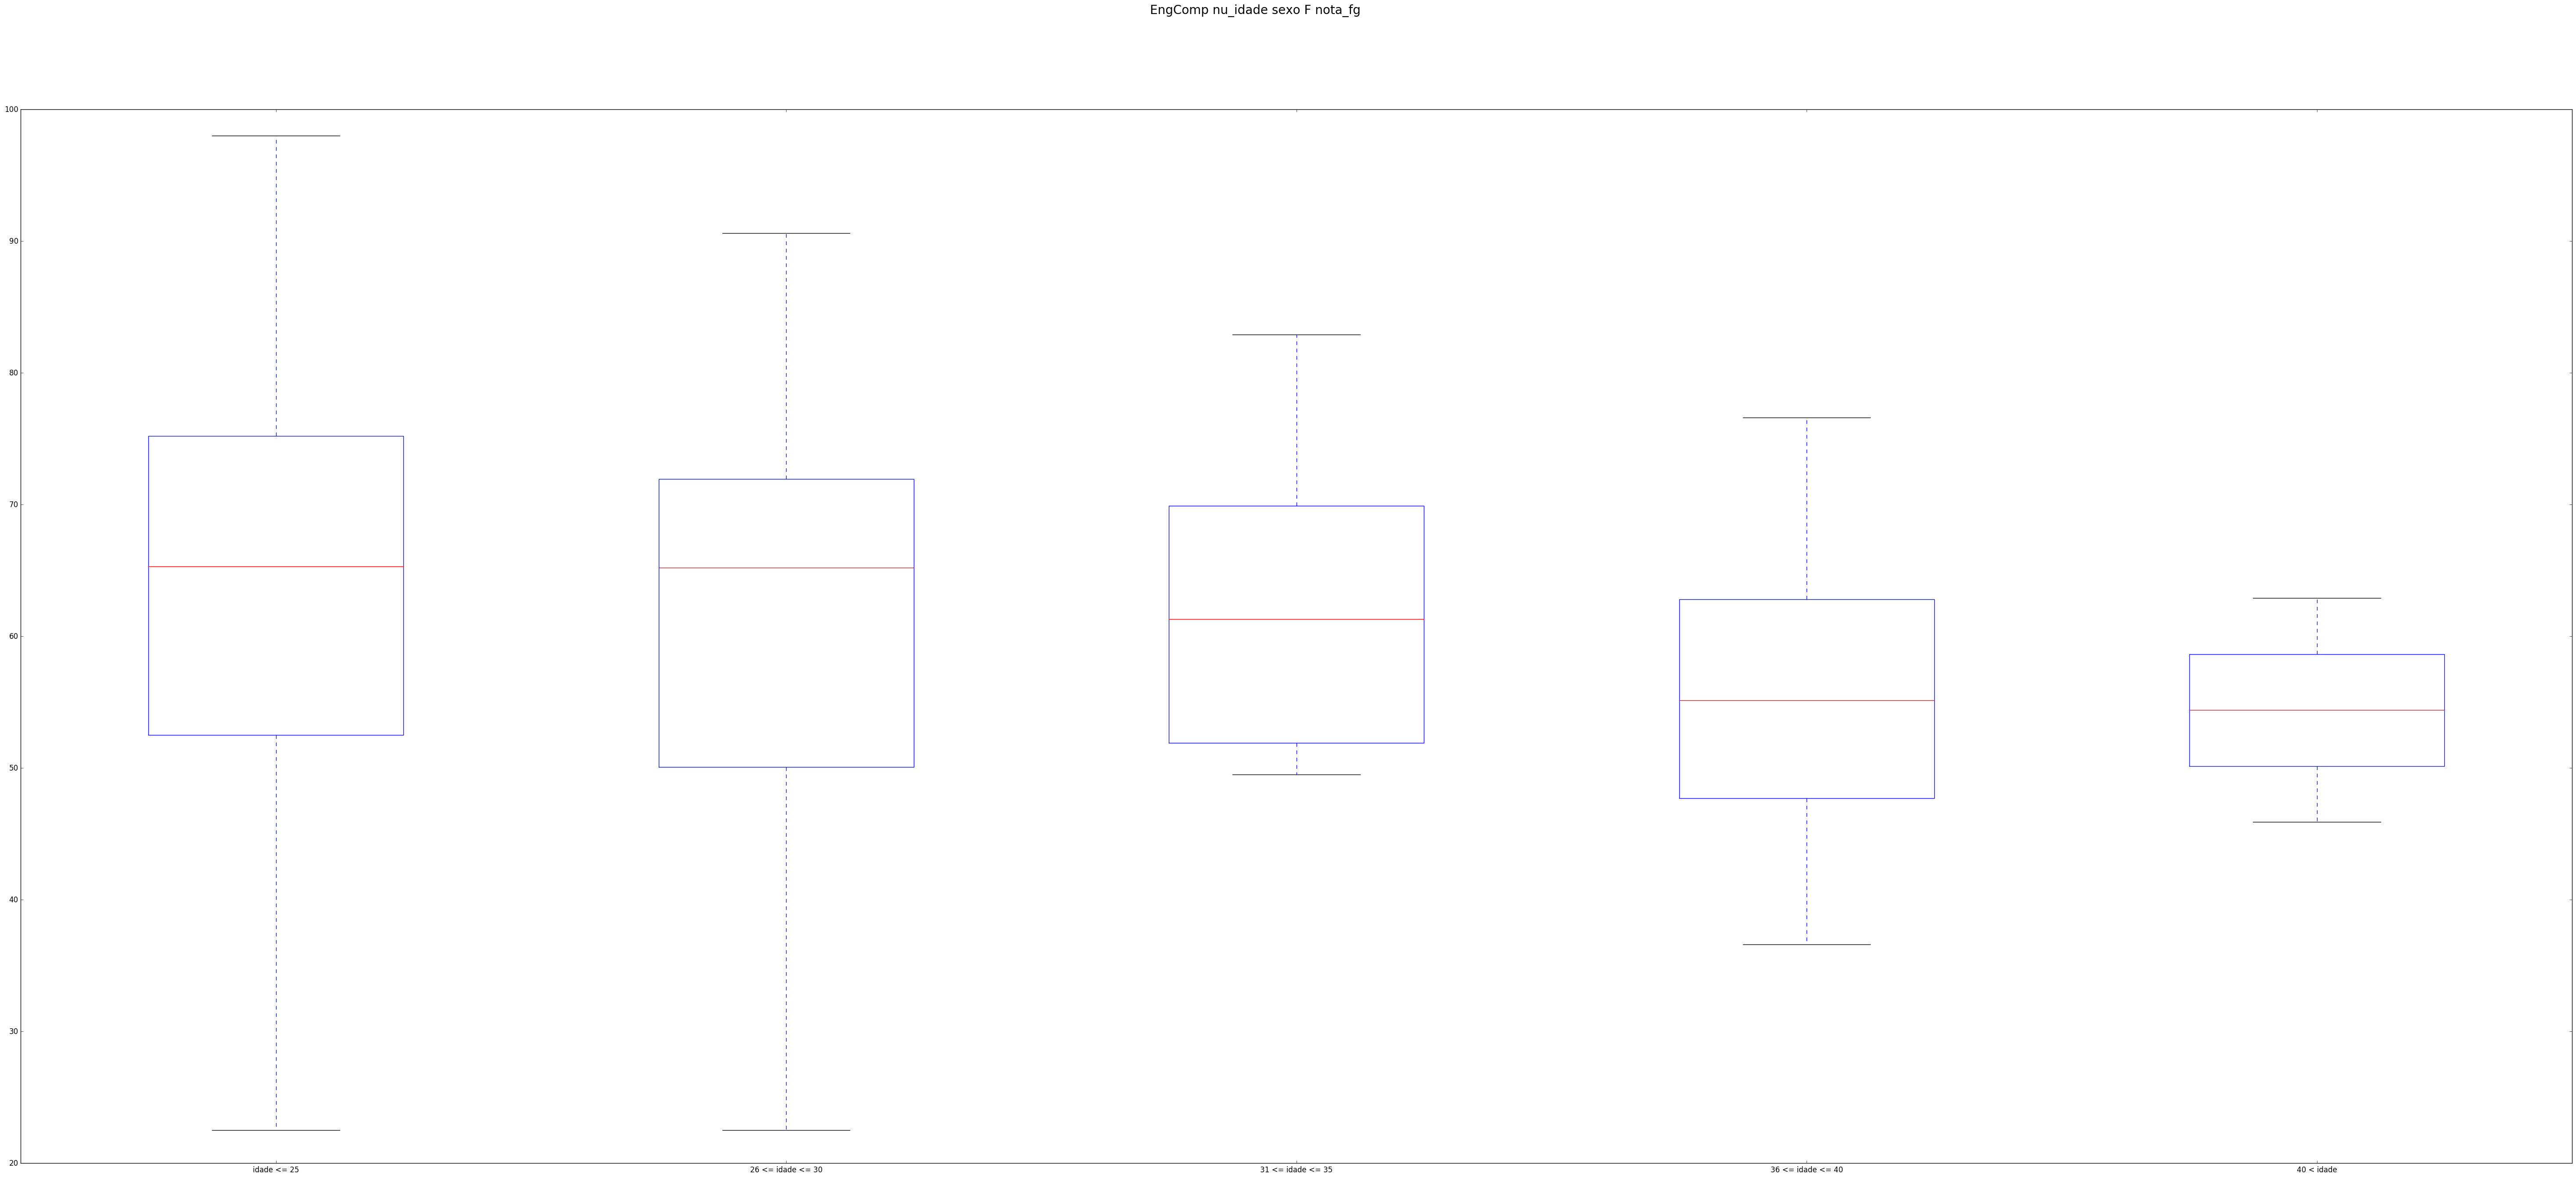 EngComp nu_idade sexo F nota_fg
100
90
80
70
60
50
40
30
20
idade <= 25
26 <= idade <= 30
31 <= idade <= 35
36 <= idade <= 40
40 < idade